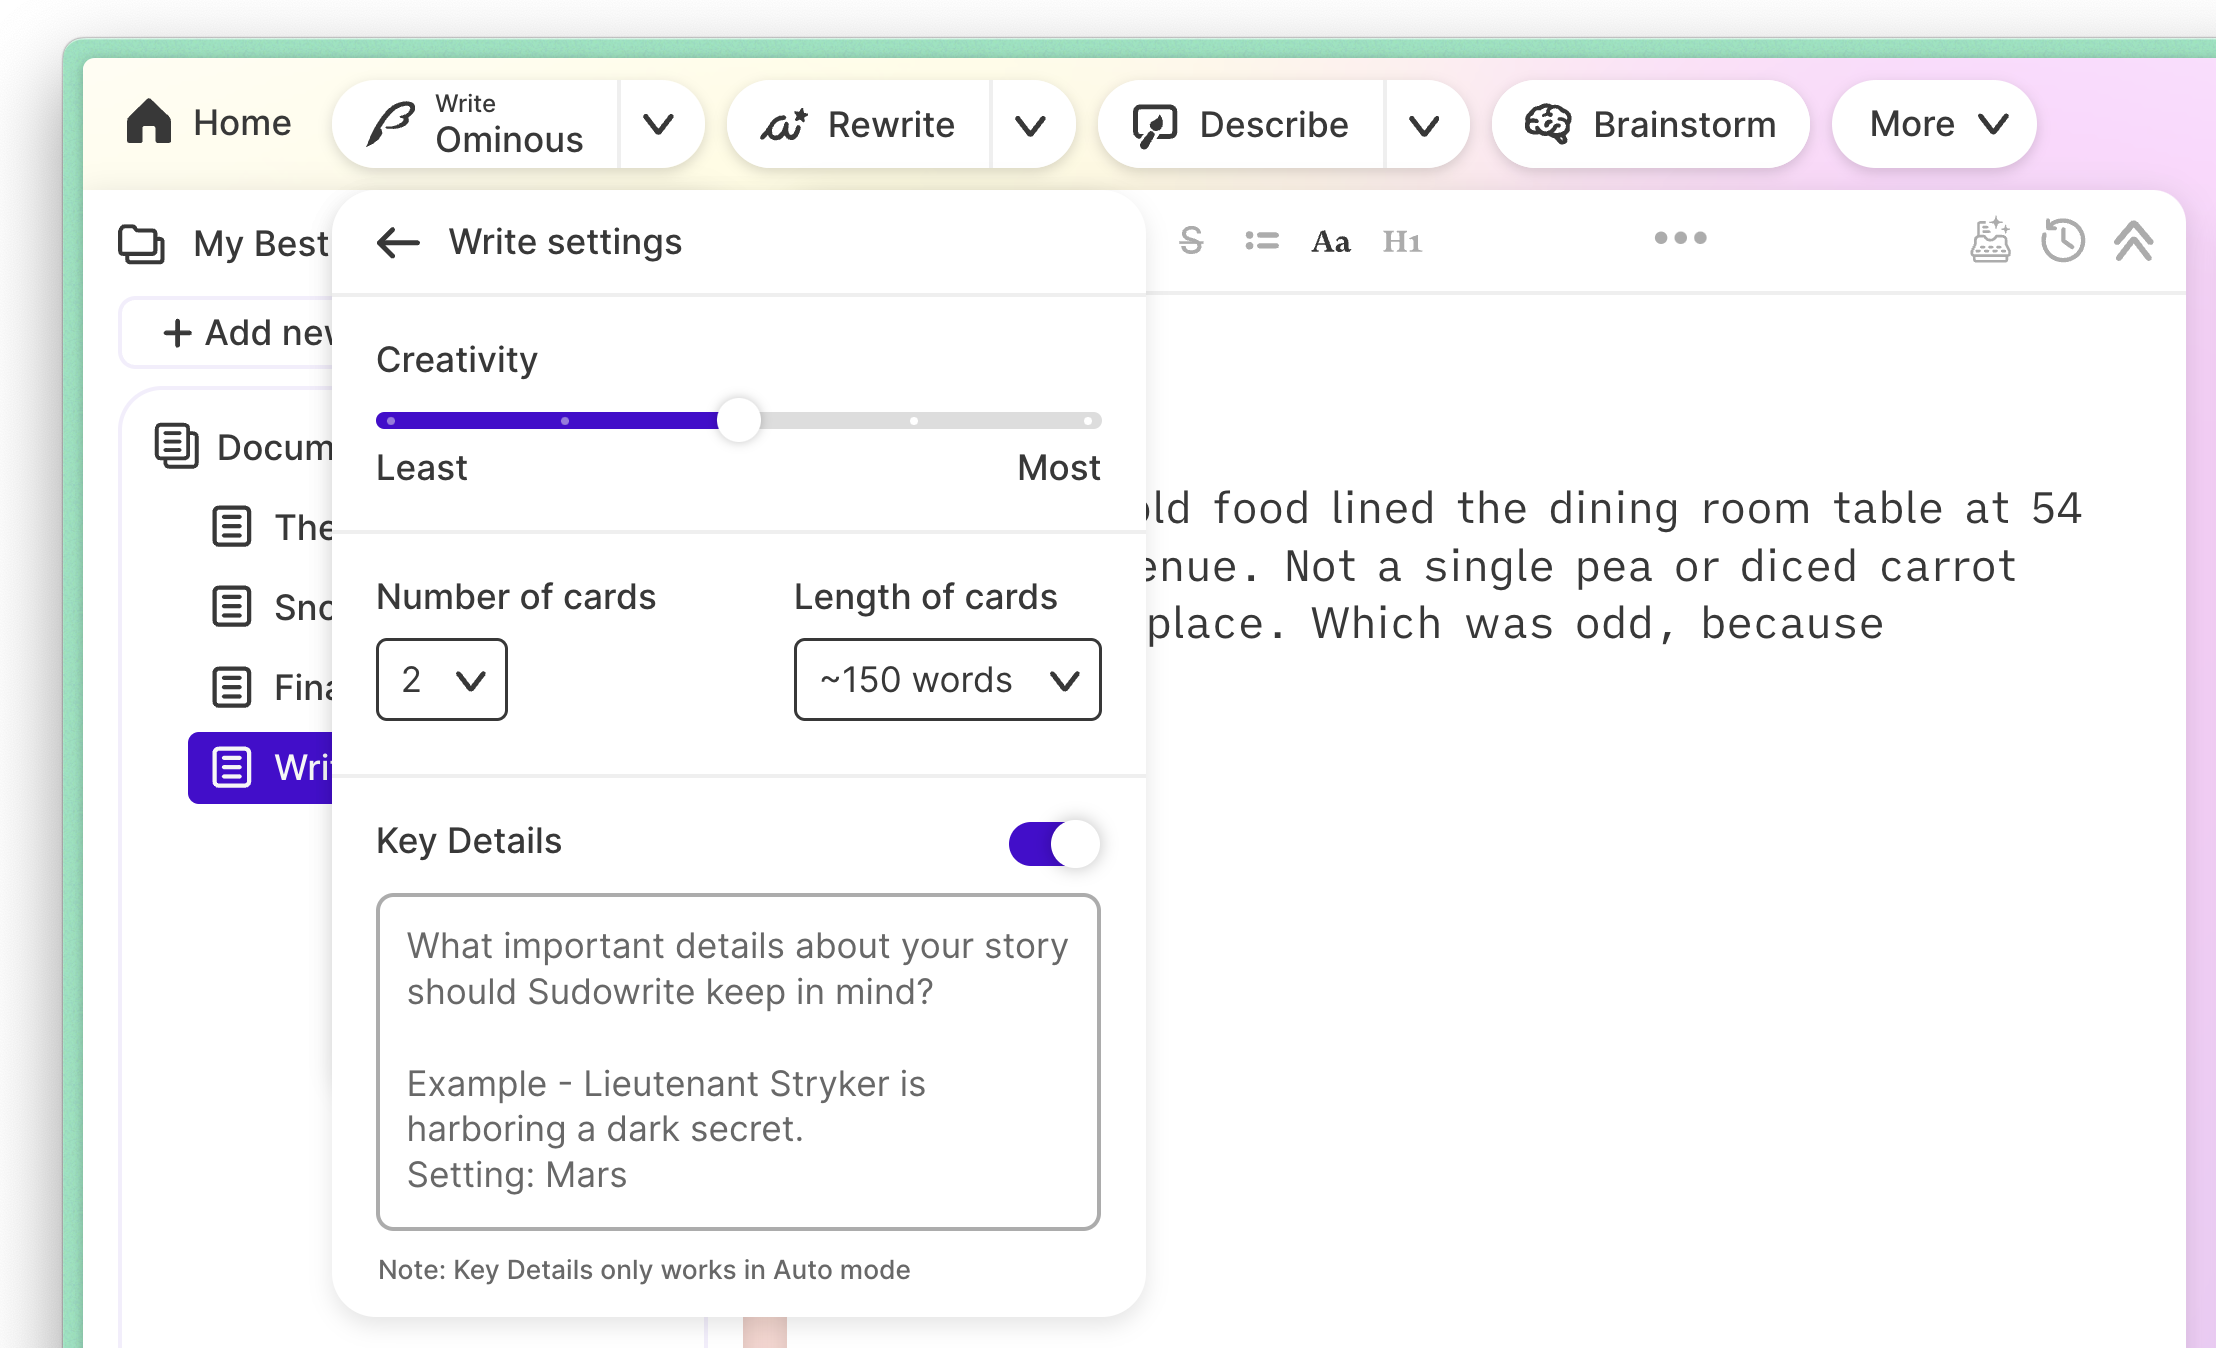 Home
Write
Ominous
Rewrite
Describe
Brainstorm
More
My Best
Write settings
S
Aa
H1
+ Add new
Creativity
Least
Most
Number of cards
Length of cards
2
~150 words
Key Details
What important details about your story
should Sudowrite keep in mind?
Example - Lieutenant Stryker is
harboring a dark secret.
Setting: Mars
Note: Key Details only works in Auto mode
Docum
The
Sno
Fina
Writ
old food lined the dining room table at 54
enue. Not a single pea or diced carrot
place. Which was odd, because